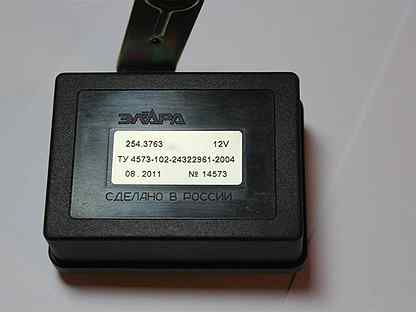 ЭЛАРА
254.3763 12V
ТУ 4573-102-24322961-2004
08.2011 № 14573
СДЕЛАНО В РОССИИ